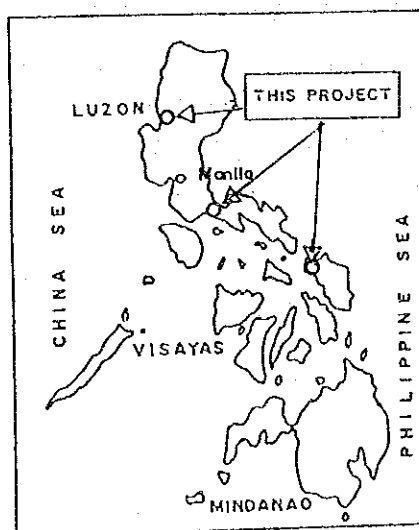 THIS PROJECT
LUZON
Manila
CHINA SEA
PHILIPPINE SEA
VISAYAS
MINDANAO